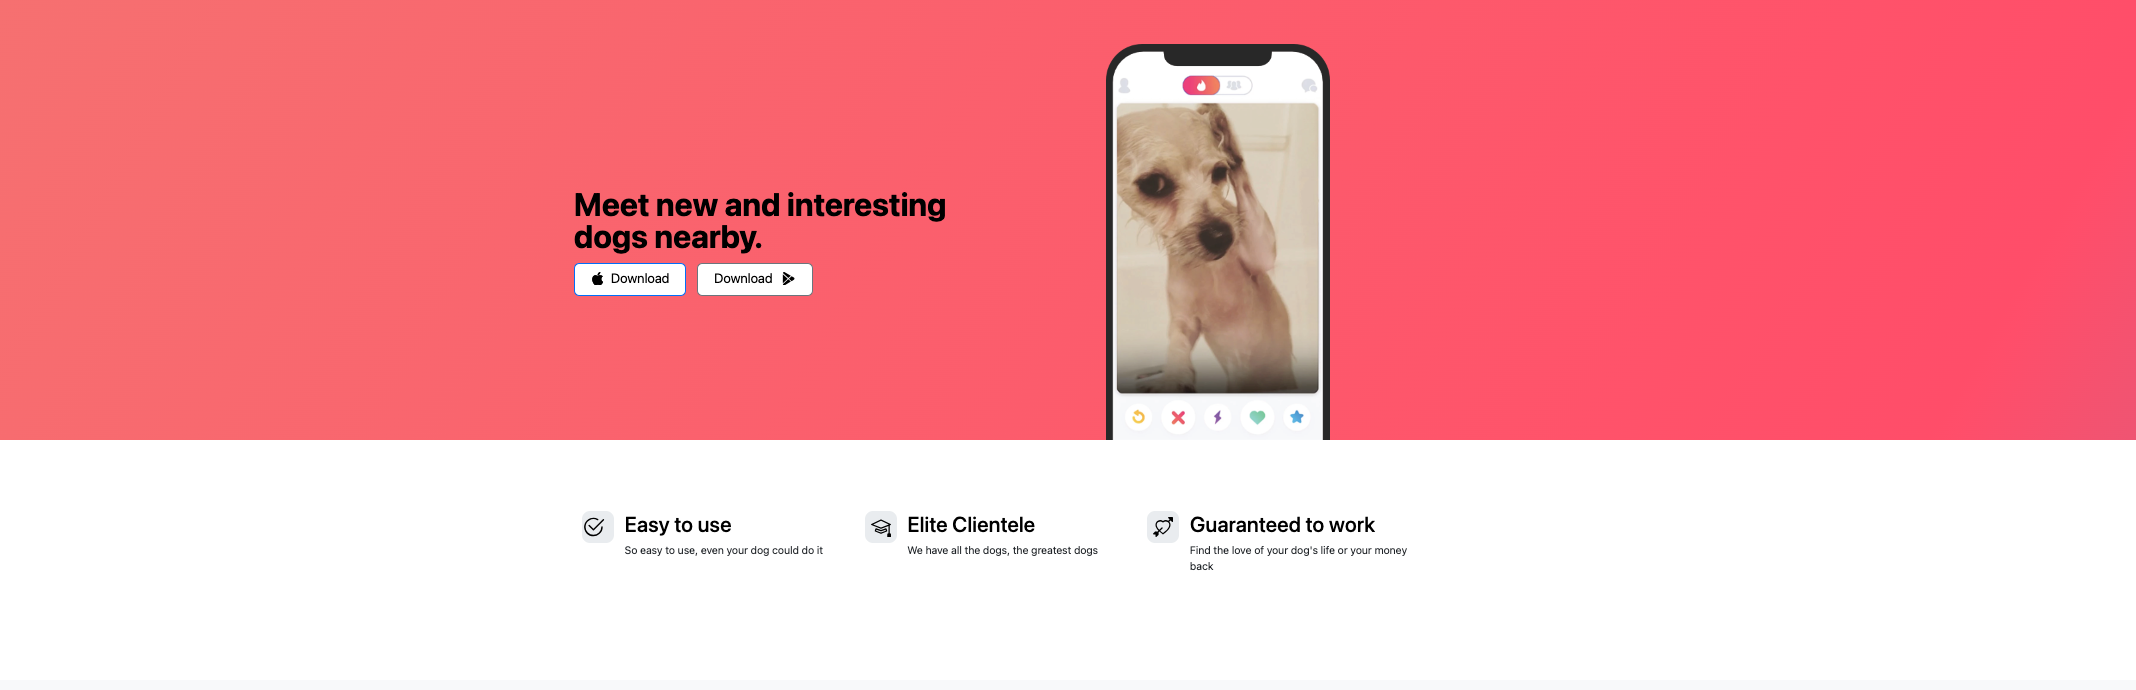 Meet new and interesting
dogs nearby.
Download
Download
Easy to use
So easy to use, even your dog could do it
Elite Clientele
We have all the dogs, the greatest dogs
Guaranteed to work
Find the love of your dog's life or your money
back